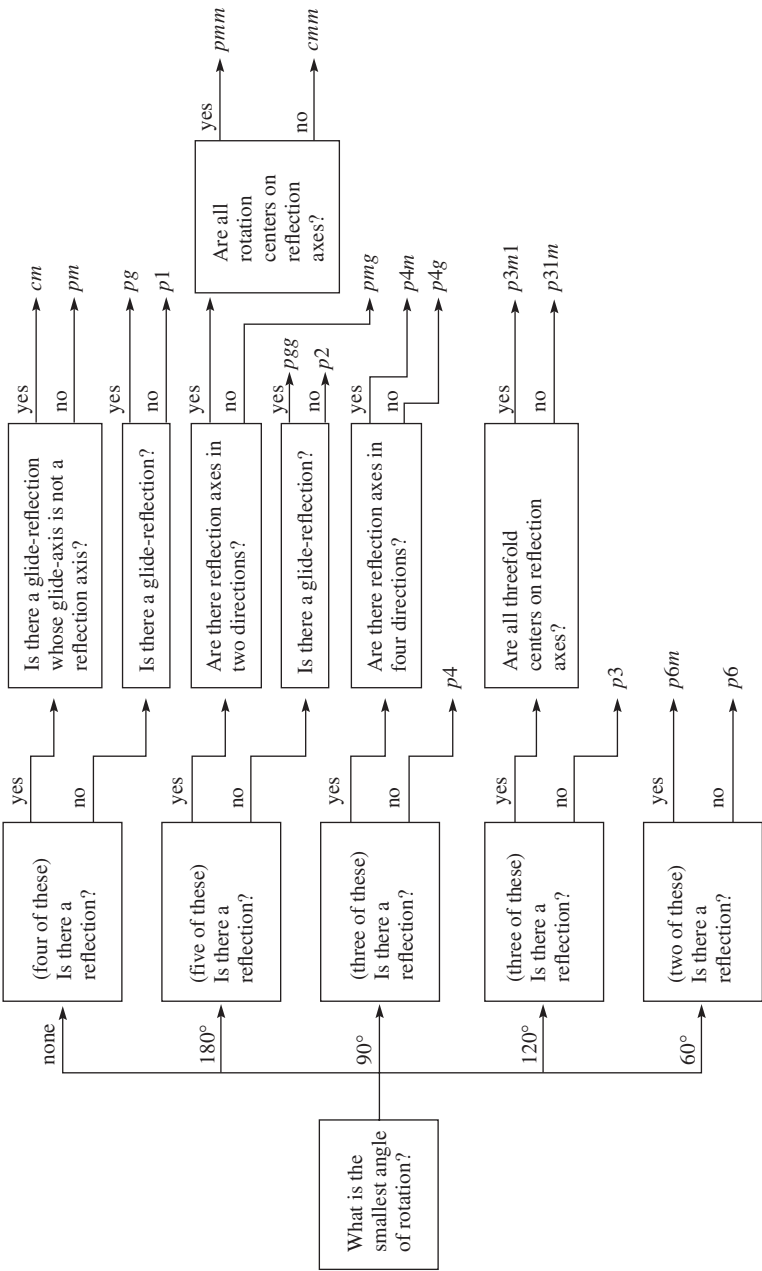 What is the
smallest angle
of rotation?
none
180°
90°
120°
60°
(four of these)
Is there a
reflection?
yes
no
(five of these)
Is there a
reflection?
yes
no
(three of these)
Is there a
reflection?
yes
no
p4
(three of these)
Is there a
reflection?
yes
no
p3
(two of these)
Is there a
reflection?
yes
p6m
no
p6
Is there a glide-reflection
whose glide-axis is not a
reflection axis?
yes
cm
no
pm
Is there a glide-reflection?
yes
pg
no
p1
Are there reflection axes in
two directions?
yes
no
pmg
Is there a glide-reflection?
yes
pgg
no
p2
Are there reflection axes in
four directions?
yes
p4m
no
p4g
Are all threefold
centers on reflection
axes?
yes
p3m1
no
p31m
Are all
rotation
centers on
reflection
axes?
yes
pmm
no
cmm